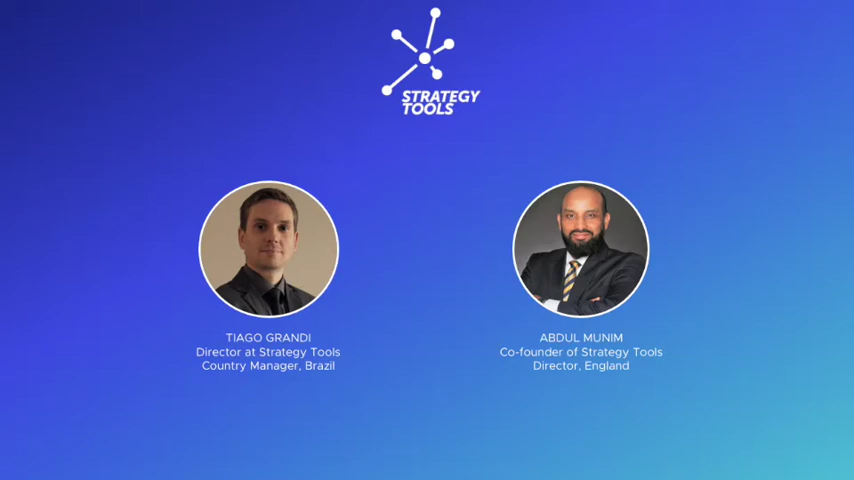 STRATEGY
TOOLS
TIAGO GRANDI
Director at Strategy Tools
Country Manager, Brazil
ABDUL MUNIM
Co-founder of Strategy Tools
Director, England